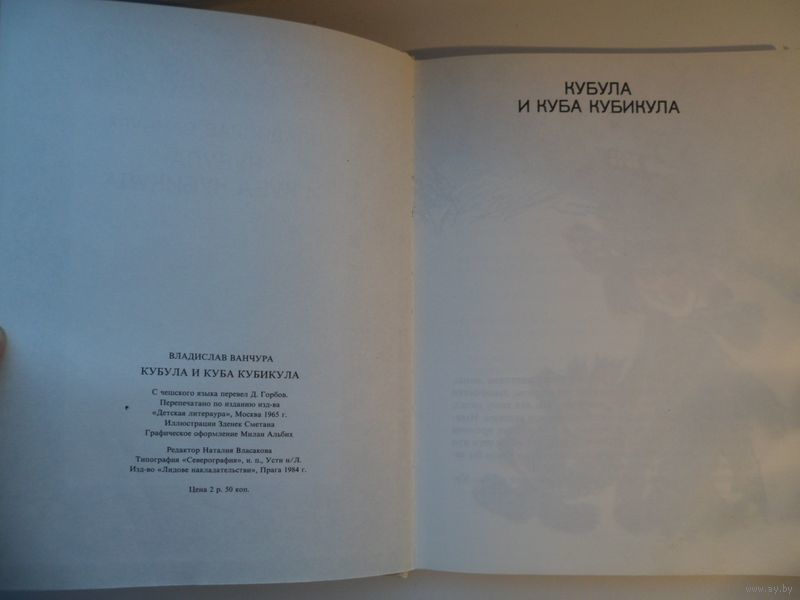 ВЛАДИСЛАВ ВАНЧУРА
КУБУЛА И КУБА КУБИКУЛА
С чешского языка перевел Д. Горбов.
Перепечатано по изданию изд-ва
«Детская литераура», Москва 1965 г.
Иллюстрации Зденек Сметана
Графическое оформление Милан Альбих
Редактор Наталия Власакова
Типография «Северография», н. п., Усти н/Л.
Изд-во «Лидове накладательстви», Прага 1984 г.
Цена 2 р. 50 коп.
КУБУЛА
И КУБА КУБИКУЛА
www.ay.by